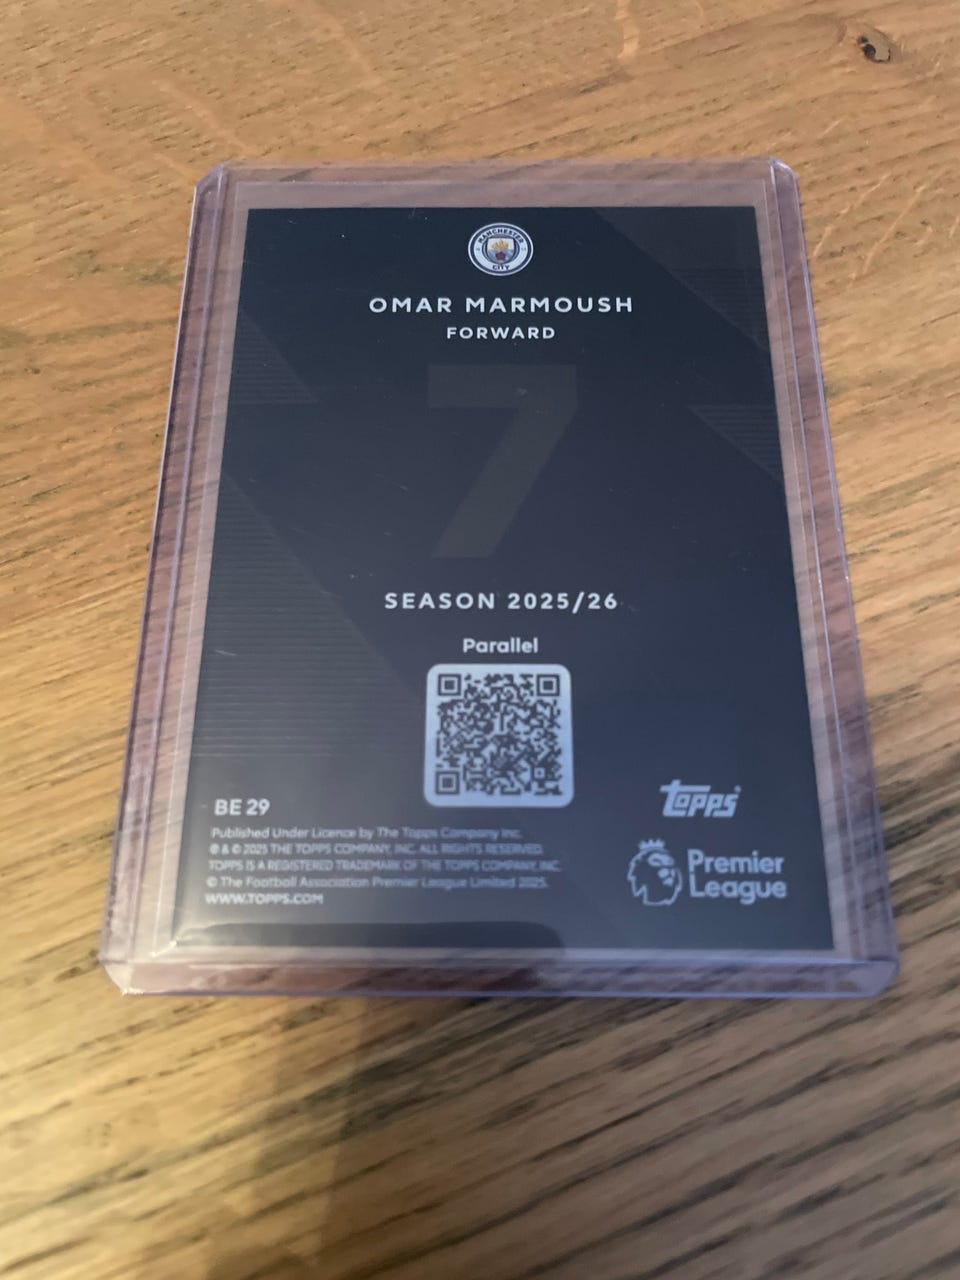 MANCHESTER
CITY
OMAR MARMOUSH
FORWARD
7
SEASON 2025/26
Parallel
BE 29
topps
Published Under Licence by The Topps Company Inc.
® & © 2025 THE TOPPS COMPANY, INC. ALL RIGHTS RESERVED.
TOPPS IS A REGISTERED TRADEMARK OF THE TOPPS COMPANY, INC.
© The Football Association Premier League Limited 2025.
WWW.TOPPS.COM
Premier
League